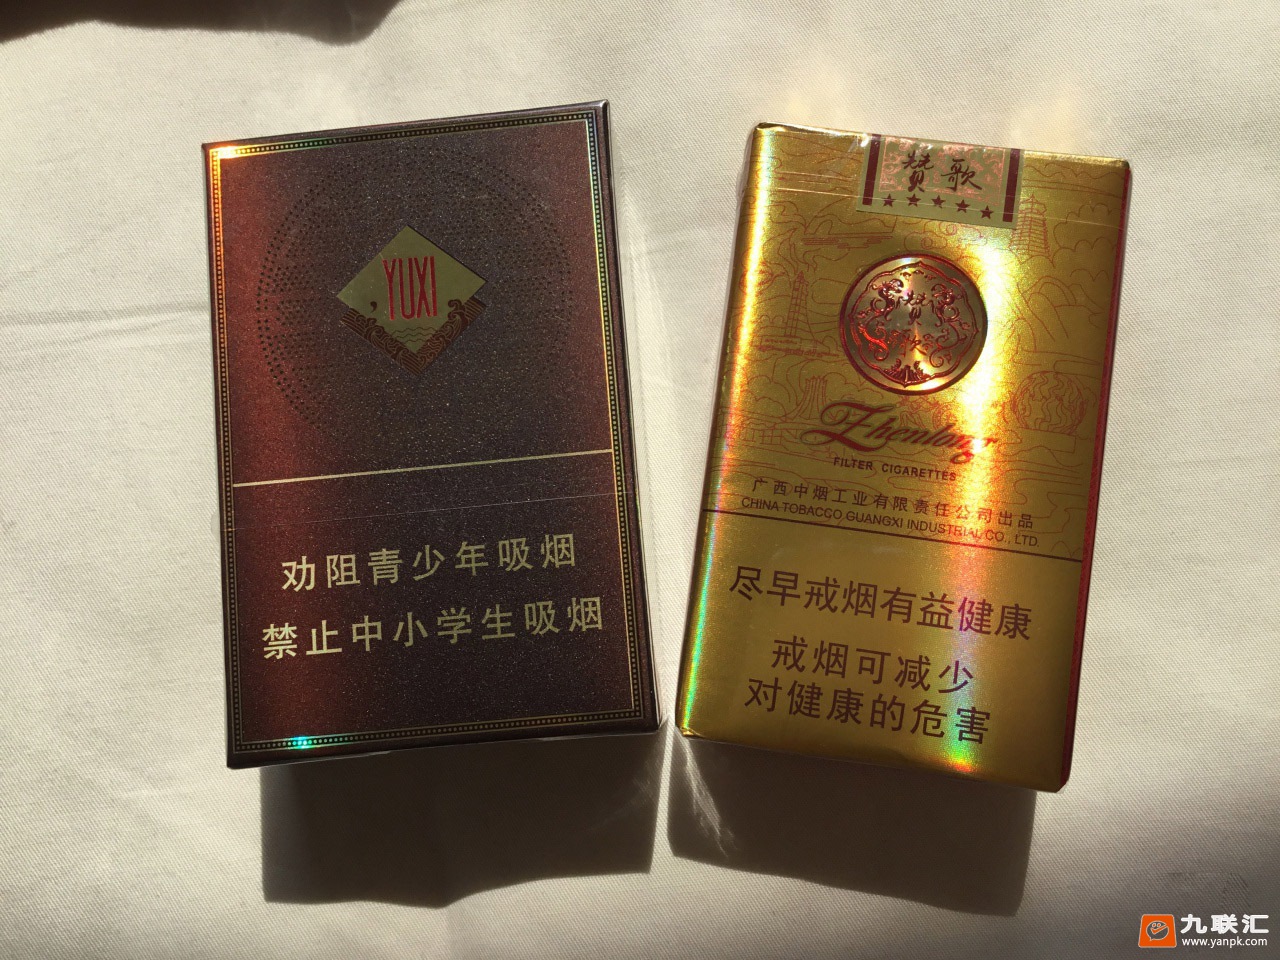 YUXI
劝阻青少年吸烟
禁止中小学生吸烟
赞歌
赞歌
Zhenlong
FILTER CIGARETTES
广西中烟工业有限责任公司出品
CHINA TOBACCO GUANGXI INDUSTRIAL CO., LTD.
尽早戒烟有益健康
戒烟可减少
对健康的危害
九联汇
www.yanpk.com